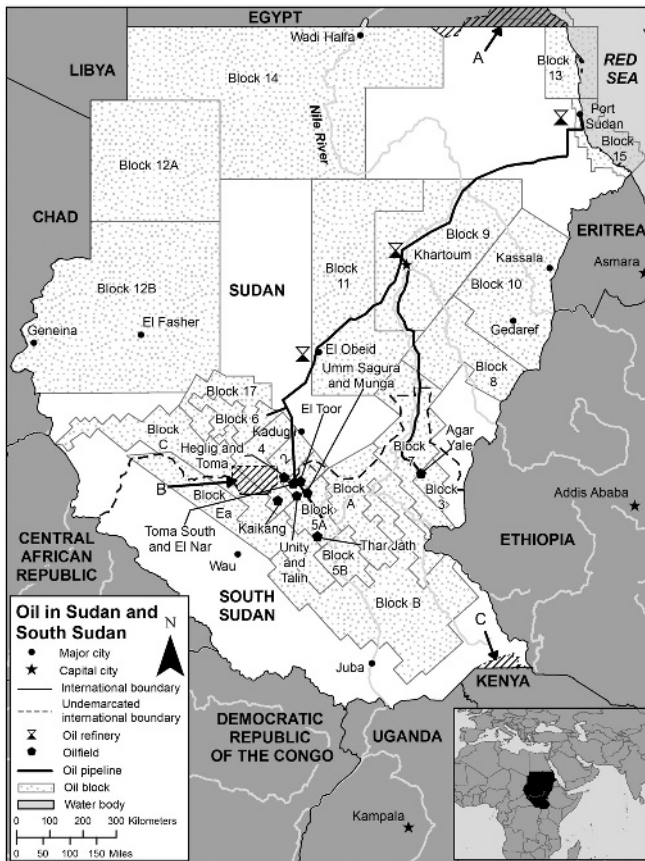 EGYPT
Wadi Halfa
A
RED
SEA
LIBYA
Block
13
Block 14
Nile River
Port
Sudan
Block
15
Block 12A
CHAD
Block 9
ERITREA
Khartoum
Block
11
Kassala
Asmara
Block 12B
SUDAN
Block 10
El Fasher
Geneina
Gedaref
El Obeid
Umm Sagura
and Munga
Block
8
Block 17
El Toor
Block 6
Kadugli
Agar
Yale
Block
C
Heglig and
Toma
4
2
Block
7
B
Block
Ea
Block
A
Block
3
Addis Ababa
Toma South
and El Nar
Kaikang
Block
5A
CENTRAL
AFRICAN
REPUBLIC
Unity
and
Talih
Thar Jath
ETHIOPIA
Wau
Block
5B
SOUTH
SUDAN
Block B
C
Juba
KENYA
DEMOCRATIC
REPUBLIC
OF THE CONGO
UGANDA
Kampala
Oil in Sudan and
South Sudan
N
Major city
Capital city
International boundary
Undemarcated
international boundary
Oil refinery
Oilfield
Oil pipeline
Oil block
Water body
0 100 200 300 Kilometers
0 50 100 150 Miles